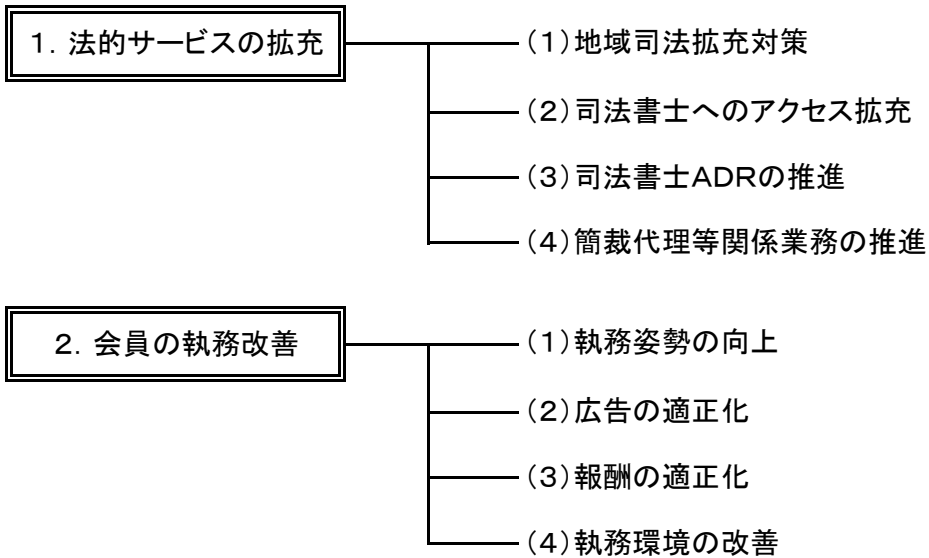 １．法的サービスの拡充
（１）地域司法拡充対策
（２）司法書士へのアクセス拡充
（３）司法書士ＡＤＲの推進
（４）簡裁代理等関係業務の推進
２．会員の執務改善
（１）執務姿勢の向上
（２）広告の適正化
（３）報酬の適正化
（４）執務環境の改善